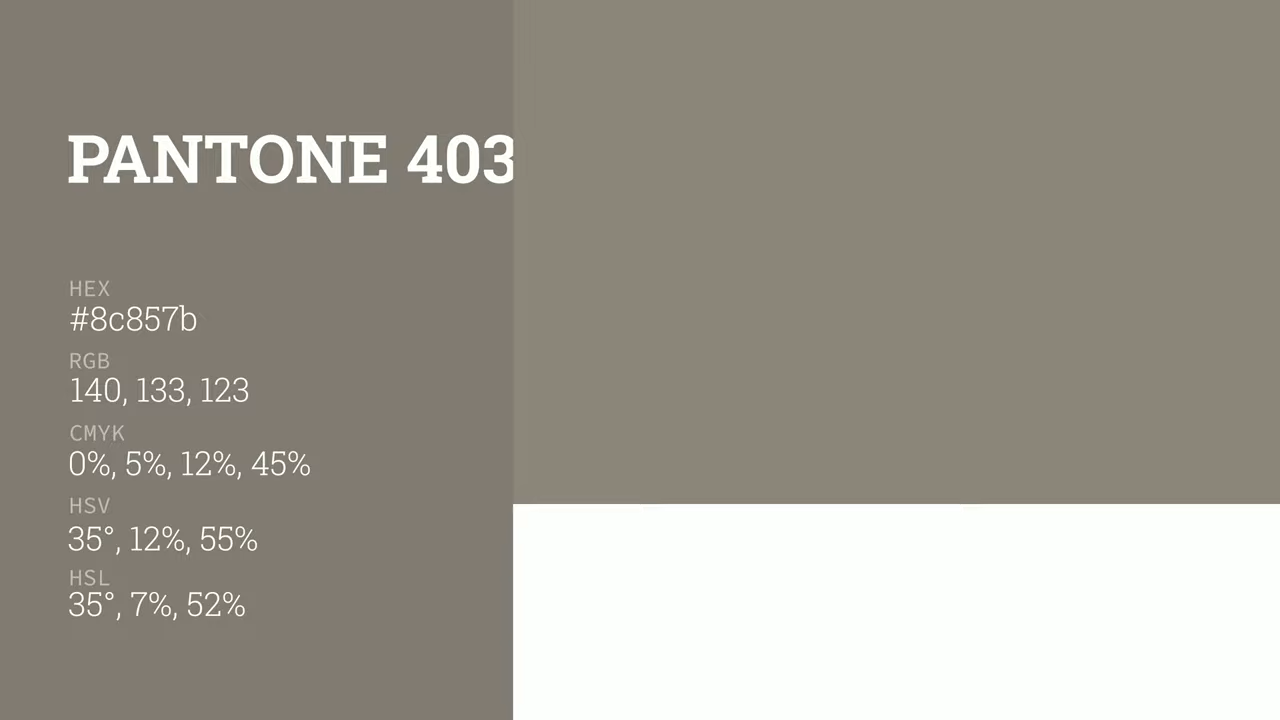 PANTONE 403
HEX
#8c857b
RGB
140, 133, 123
CMYK
0%, 5%, 12%, 45%
HSV
35°, 12%, 55%
HSL
35°, 7%, 52%